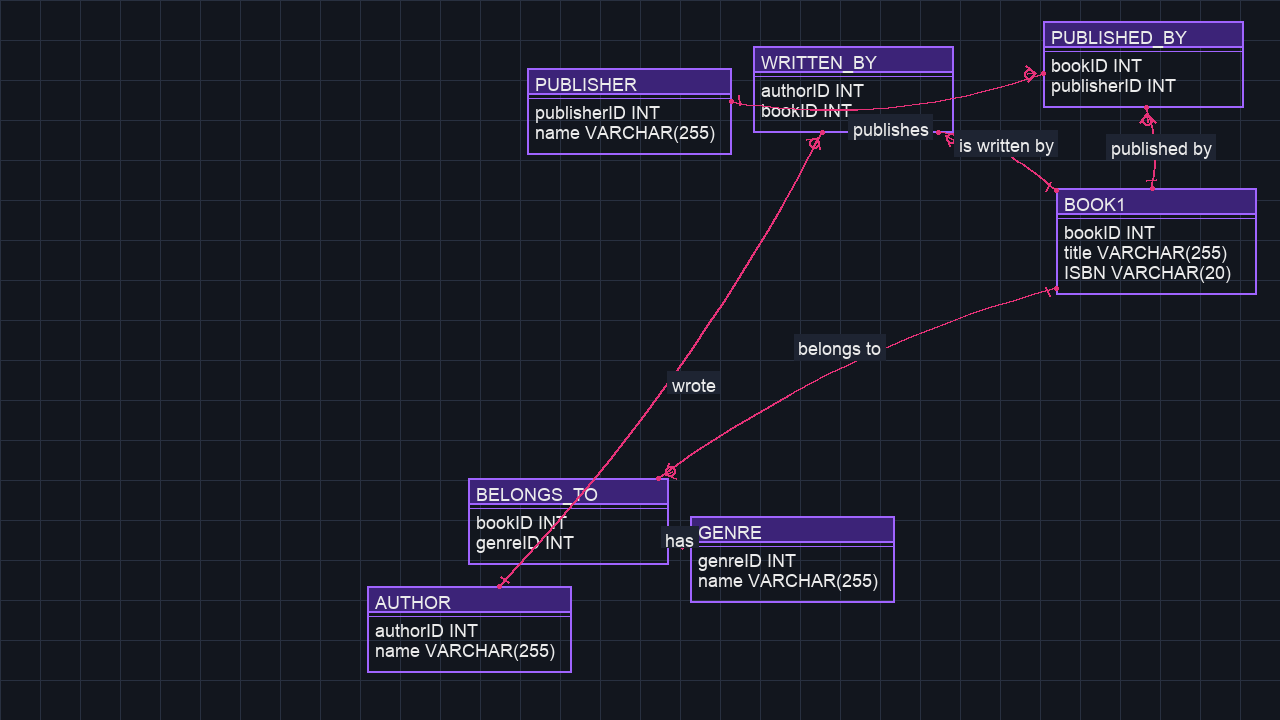 PUBLISHED_BY
bookID INT
publisherID INT
WRITTEN_BY
authorID INT
bookID INT
PUBLISHER
publisherID INT
name VARCHAR(255)
publishes
is written by
published by
BOOK1
bookID INT
title VARCHAR(255)
ISBN VARCHAR(20)
belongs to
wrote
BELONGS_TO
bookID INT
genreID INT
has
GENRE
genreID INT
name VARCHAR(255)
AUTHOR
authorID INT
name VARCHAR(255)